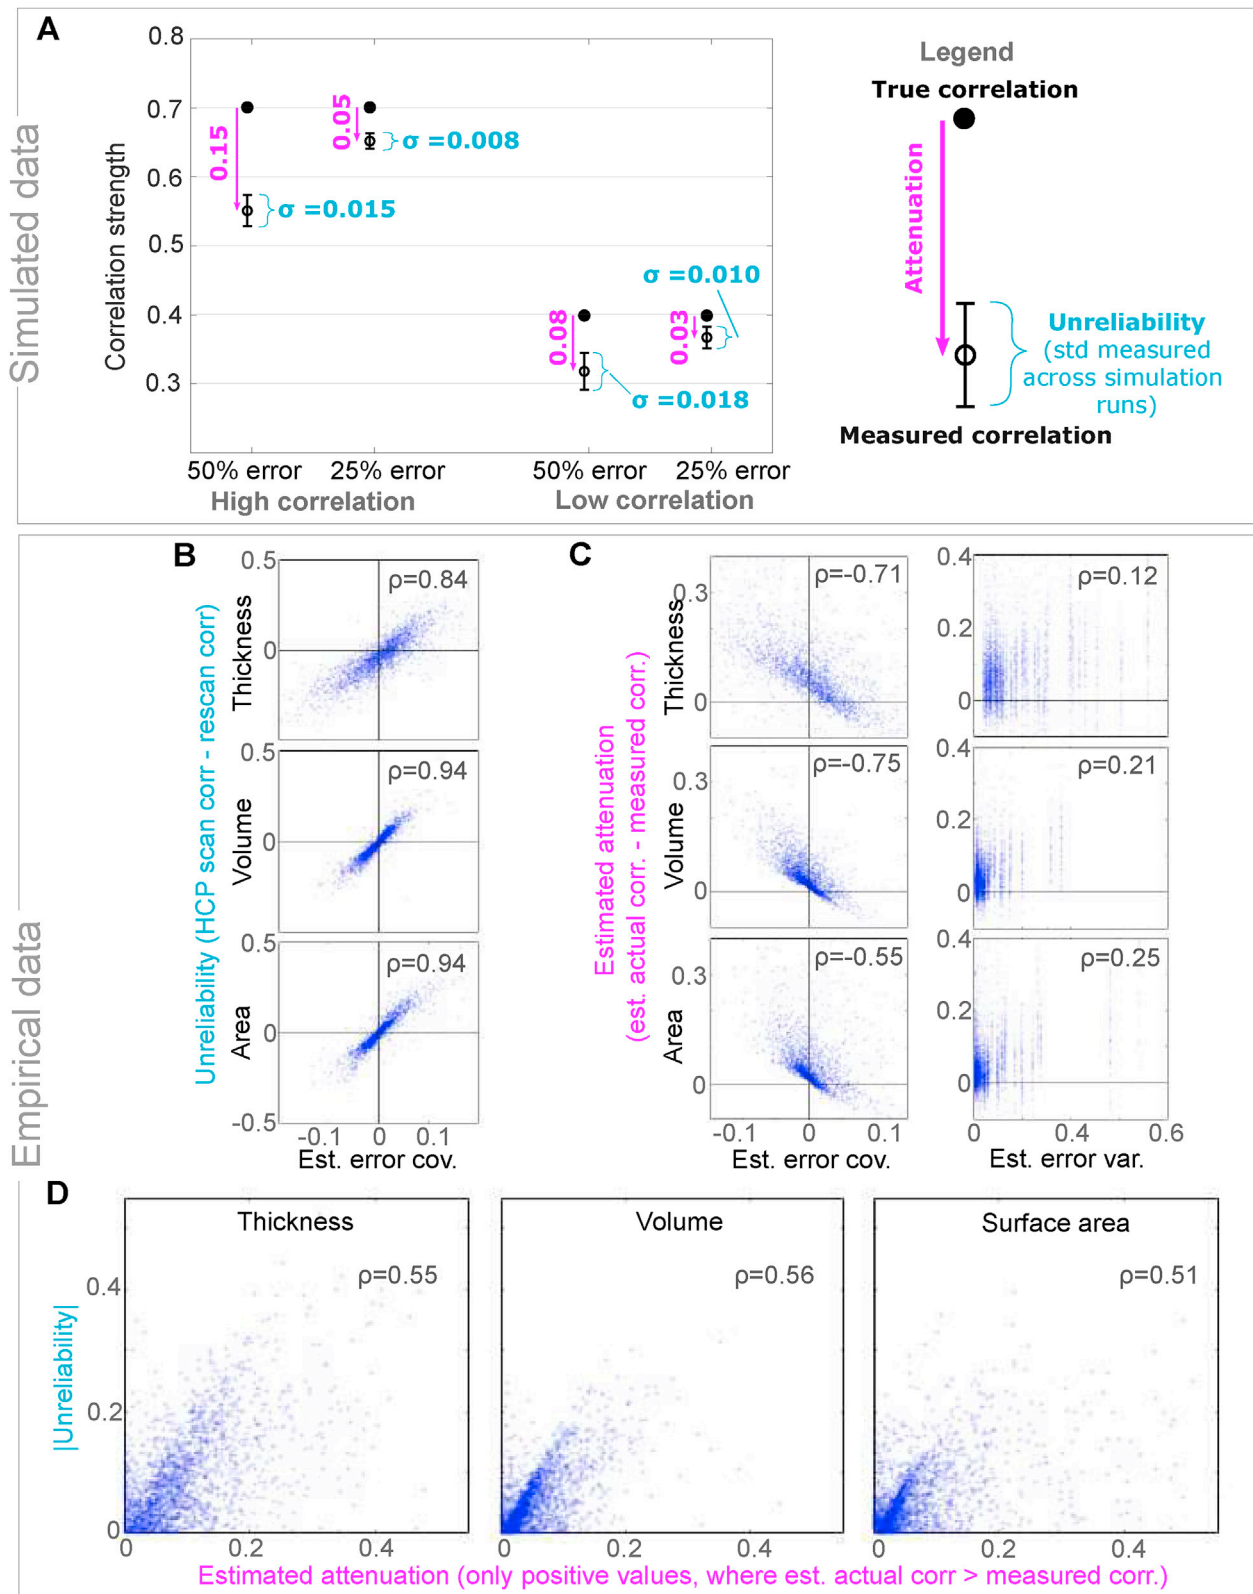 A
Simulated data
Correlation strength
0.8
0.7
0.6
0.5
0.4
0.3
0.15
0.05
σ =0.008
σ =0.015
0.08
0.03
σ =0.010
σ =0.018
50% error
25% error
50% error
25% error
High correlation
Low correlation
Legend
True correlation
Attenuation
Unreliability
(std measured
across simulation
runs)
Measured correlation
Empirical data
B
Unreliability (HCP scan corr - rescan corr)
Thickness
0.5
0
ρ=0.84
Volume
0.5
0
ρ=0.94
Area
0.5
0
-0.5
ρ=0.94
-0.1
0
0.1
Est. error cov.
C
Estimated attenuation
(est. actual corr. - measured corr.)
Thickness
0.3
0
ρ=-0.71
0.4
0.2
0
ρ=0.12
Volume
0.3
0
ρ=-0.75
0.4
0.2
0
ρ=0.21
Area
0.3
0
ρ=-0.55
0.4
0.2
0
ρ=0.25
-0.1
0
0.1
Est. error cov.
0
0.4
0.6
Est. error var.
D
|Unreliability|
0.4
0.2
0
Thickness
ρ=0.55
Volume
ρ=0.56
Surface area
ρ=0.51
0
0.2
0.4
0
0.2
0.4
0
0.2
0.4
Estimated attenuation (only positive values, where est. actual corr > measured corr.)